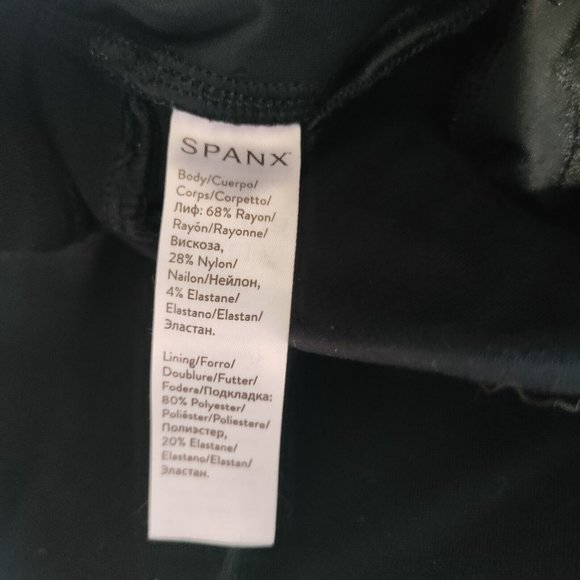 SPANX™
Body/Cuerpo/
Corps/Corpetto/
Лиф: 68% Rayon/
Rayón/Rayonne/
Вискоза,
28% Nylon/
Nailon/Нейлон,
4% Elastane/
Elastano/Elastan/
Эластан.
Lining/Forro/
Doublure/Futter/
Fodera/Подкладка:
80% Polyester/
Poliéster/Poliestere/
Полиэстер,
20% Elastane/
Elastano/Elastan/
Эластан.